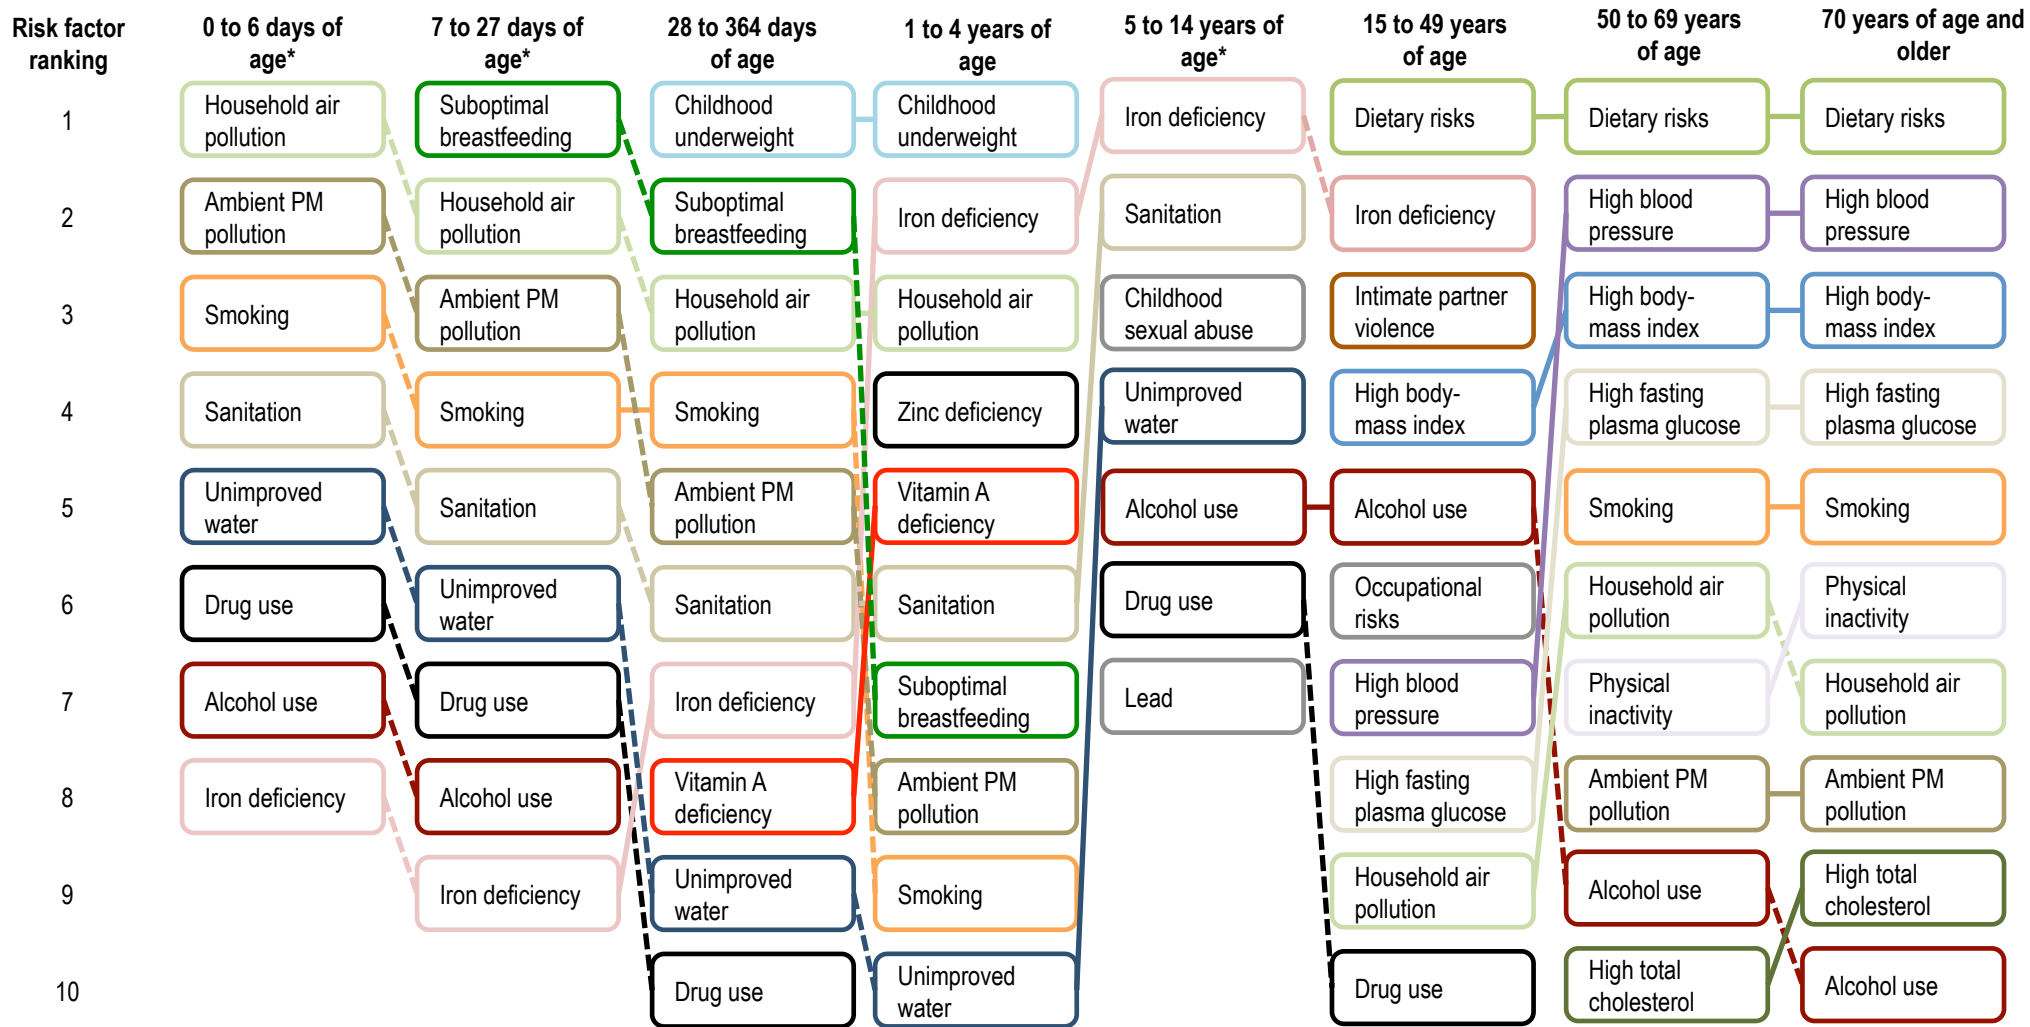 Risk factor
ranking
0 to 6 days of
age*
7 to 27 days of
age*
28 to 364 days
of age
1 to 4 years of
age
5 to 14 years of
age*
15 to 49 years
of age
50 to 69 years
of age
70 years of age and
older
1
Household air
pollution
Suboptimal
breastfeeding
Childhood
underweight
Childhood
underweight
Iron deficiency
Dietary risks
Dietary risks
Dietary risks
2
Ambient PM
pollution
Household air
pollution
Suboptimal
breastfeeding
Iron deficiency
Sanitation
Iron deficiency
High blood
pressure
High blood
pressure
3
Smoking
Ambient PM
pollution
Household air
pollution
Household air
pollution
Childhood
sexual abuse
Intimate partner
violence
High body-
mass index
High body-
mass index
4
Sanitation
Smoking
Smoking
Zinc deficiency
Unimproved
water
High body-
mass index
High fasting
plasma glucose
High fasting
plasma glucose
5
Unimproved
water
Sanitation
Ambient PM
pollution
Vitamin A
deficiency
Alcohol use
Alcohol use
Smoking
Smoking
6
Drug use
Unimproved
water
Sanitation
Sanitation
Drug use
Occupational
risks
Household air
pollution
Physical
inactivity
7
Alcohol use
Drug use
Iron deficiency
Suboptimal
breastfeeding
Lead
High blood
pressure
Physical
inactivity
Household air
pollution
8
Iron deficiency
Alcohol use
Vitamin A
deficiency
Ambient PM
pollution
High fasting
plasma glucose
Ambient PM
pollution
Ambient PM
pollution
9
Iron deficiency
Unimproved
water
Smoking
Household air
pollution
Alcohol use
High total
cholesterol
10
Drug use
Unimproved
water
Drug use
High total
cholesterol
Alcohol use